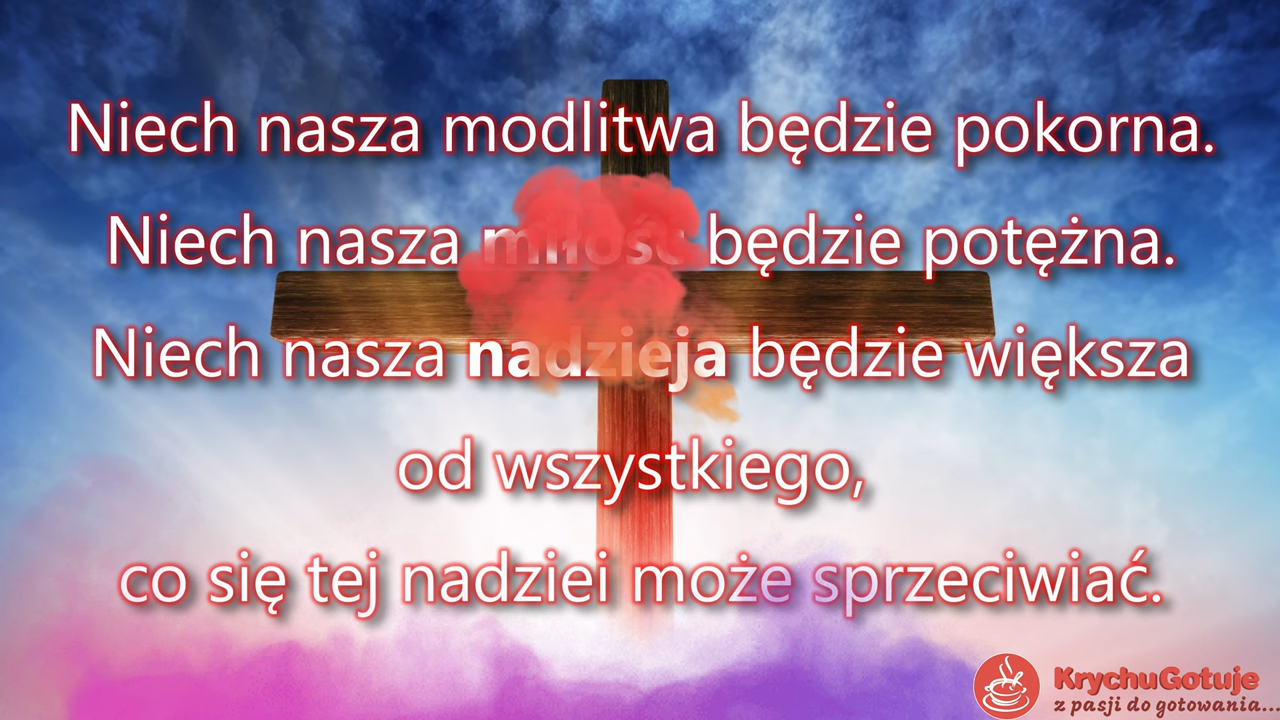 Niech nasza modlitwa będzie pokorna.
Niech nasza miłość będzie potężna.
Niech nasza nadzieja będzie większa
od wszystkiego,
co się tej nadziei może sprzeciwiać.
KrychuGotuje
z pasji do gotowania...